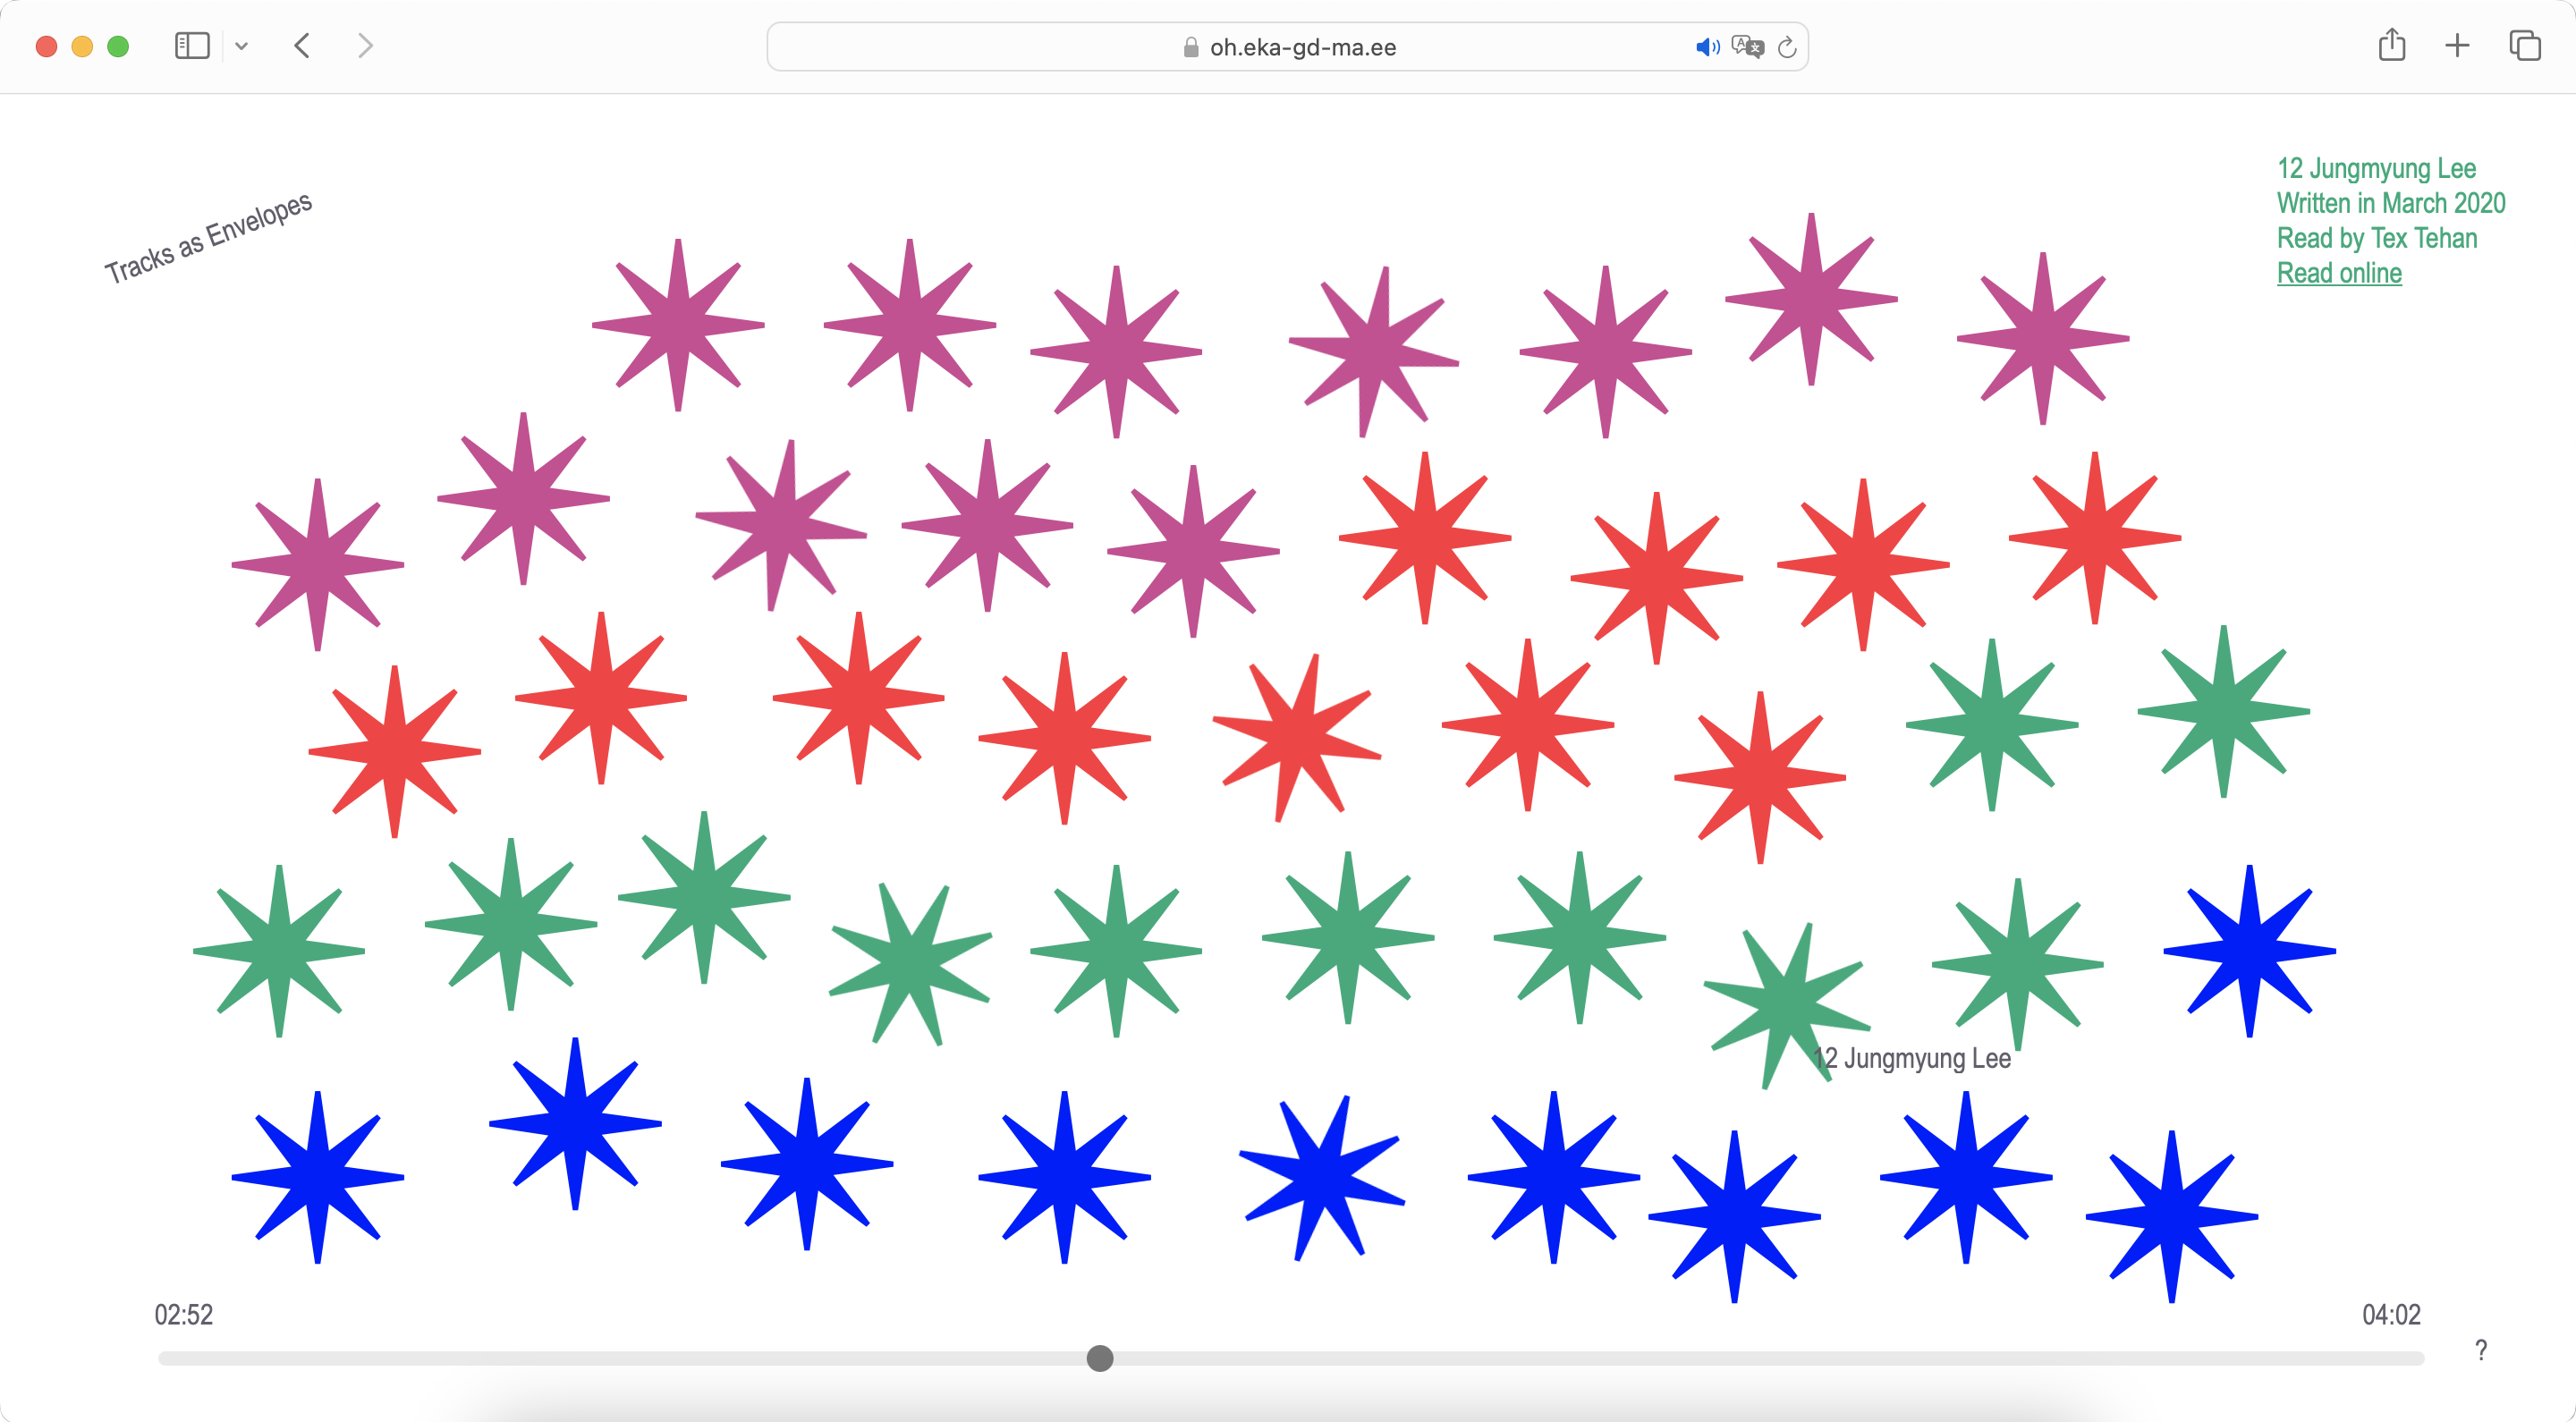 oh.eka-gd-ma.ee
Tracks as Envelopes
12 Jungmyung Lee
Written in March 2020
Read by Tex Tehan
Read online
12 Jungmyung Lee
02:52
04:02
?